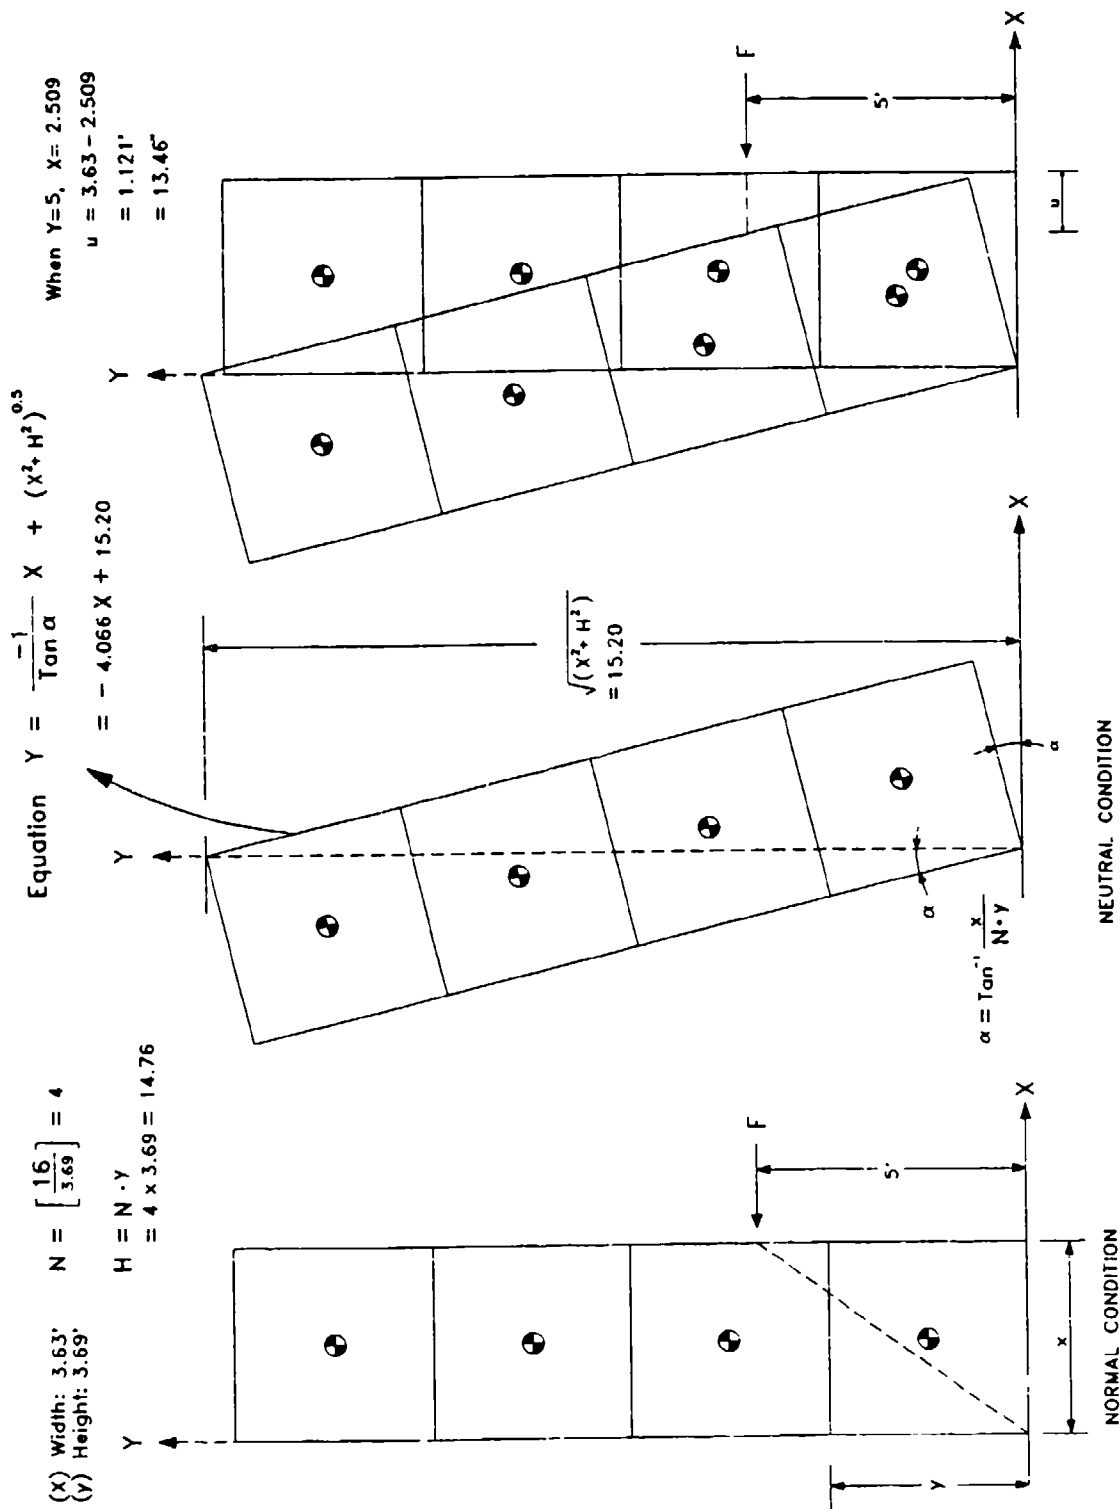 (x) Width: 3.63'
(y) Height: 3.69'
N = [16/3.69] = 4
H = N·y
= 4 x 3.69 = 14.76
Equation Y = -1/Tan α X + (X²+ H²)^0.5
= - 4.066 X + 15.20
When Y=5, X= 2.509
u = 3.63 - 2.509
= 1.121'
= 13.46"
Y
F
5'
X
x
y
NORMAL CONDITION
Y
√(X²+ H²)
= 15.20
α
α
α = Tan⁻¹ x/N·y
X
NEUTRAL CONDITION
Y
F
5'
X
u